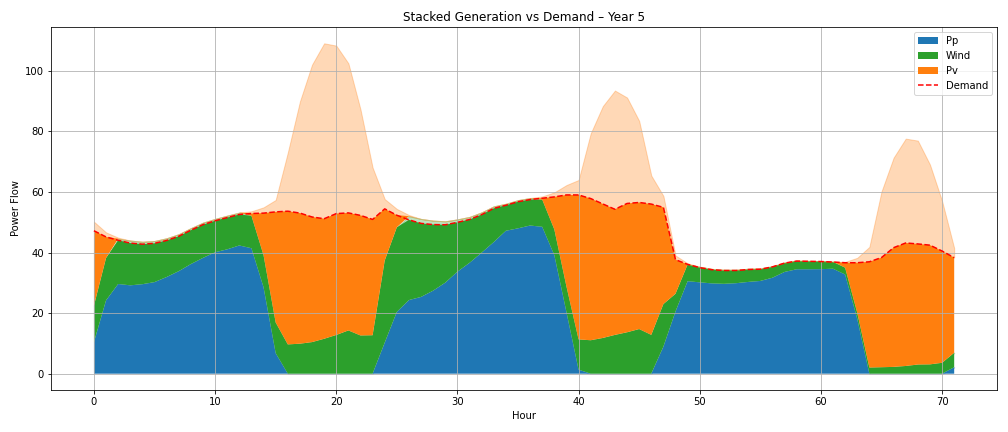 Stacked Generation vs Demand – Year 5
Pp
Wind
Pv
Demand
Power Flow
100
80
60
40
20
0
0 10 20 30 40 50 60 70
Hour